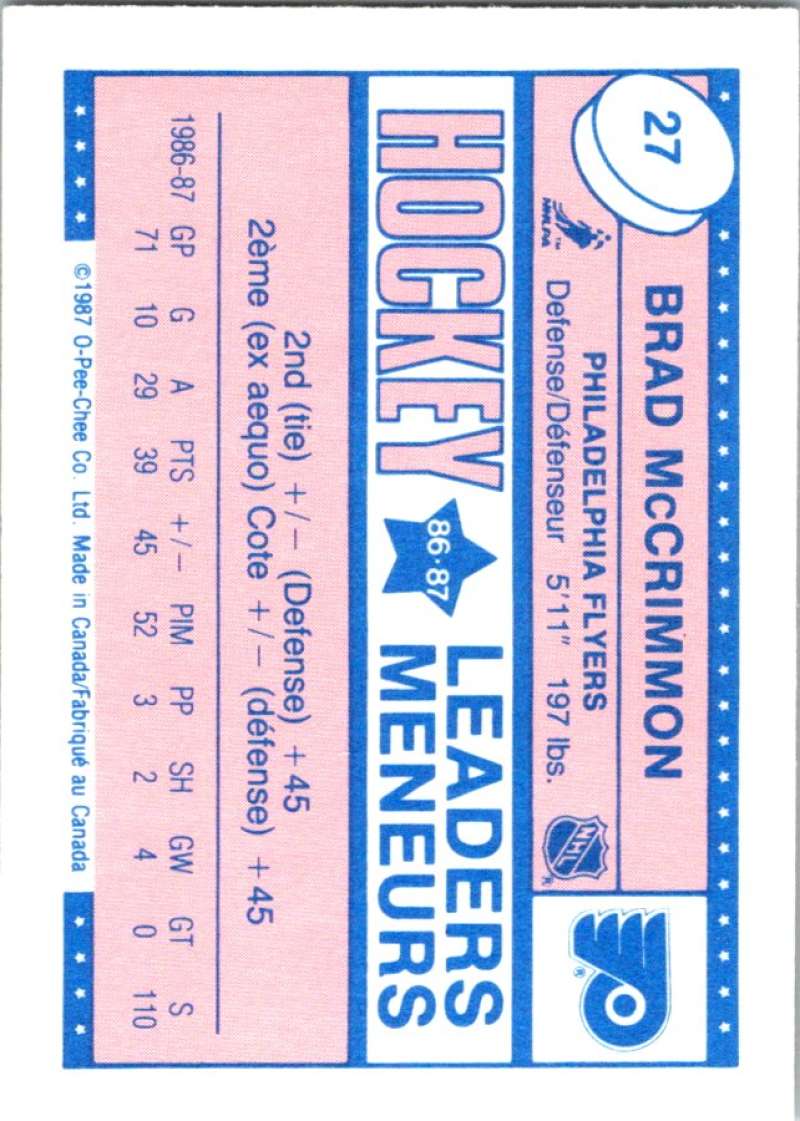 27
BRAD McCRIMMON
PHILADELPHIA FLYERS
NHLPA ™
Defense/Défenseur 5'11" 197 lbs.
NHL ®
®
HOCKEY 86•87 LEADERS
MENEURS
2nd (tie) +/− (Defense) +45
2ème (ex aequo) Cote +/− (défense) +45
1986-87 GP G A PTS +/− PIM PP SH GW GT S
71 10 29 39 45 52 3 2 4 0 110
©1987 O-Pee-Chee Co. Ltd. Made in Canada/Fabriqué au Canada